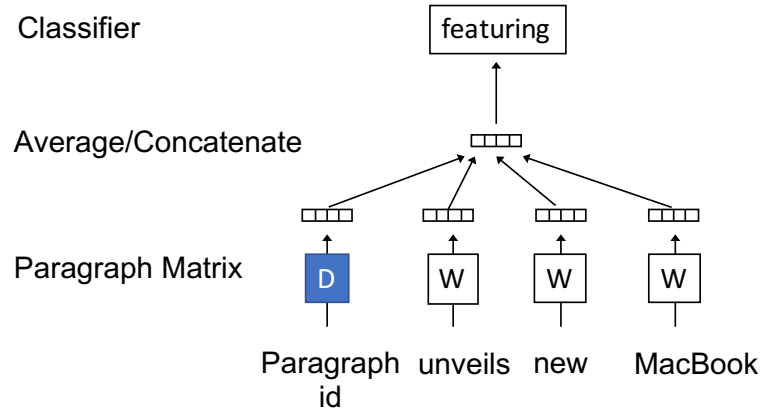 Classifier
featuring
Average/Concatenate
Paragraph Matrix
D
W
W
W
Paragraph
id
unveils
new
MacBook